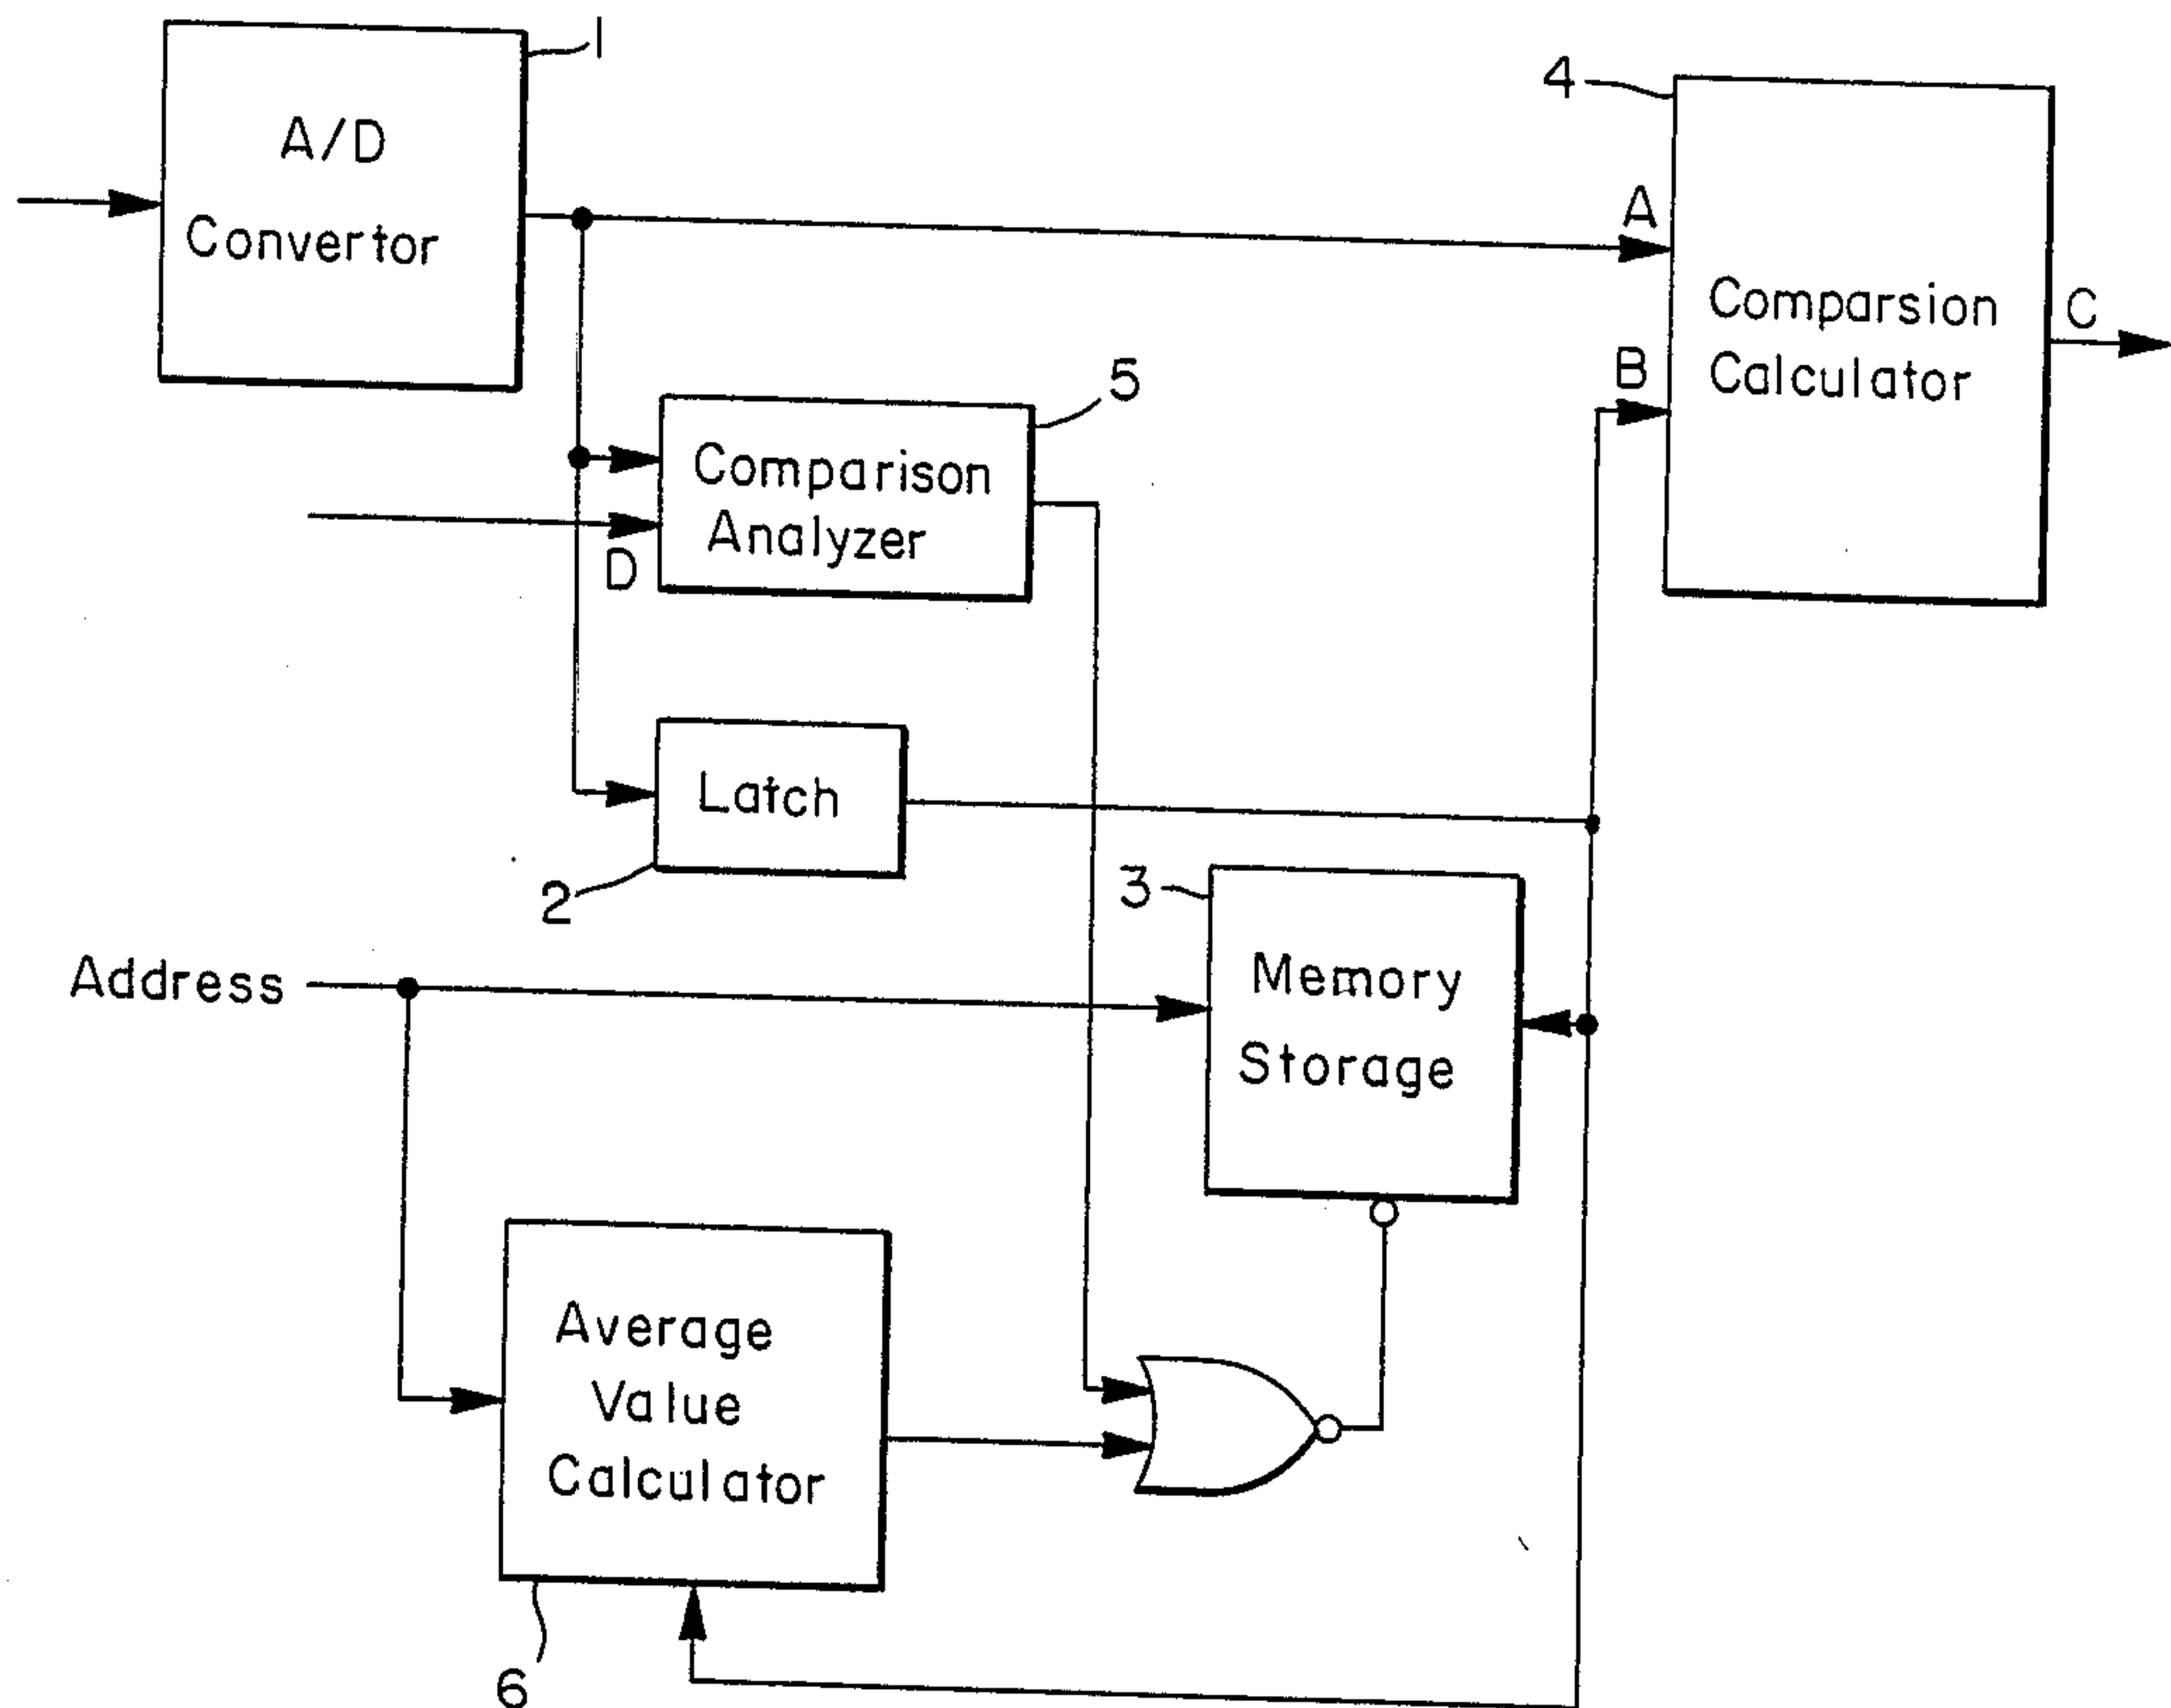 1
A/D
Convertor
4
A
Comparsion
Calculator
B
C
5
Comparison
Analyzer
D
Latch
2
3
Address
Memory
Storage
Average
Value
Calculator
6